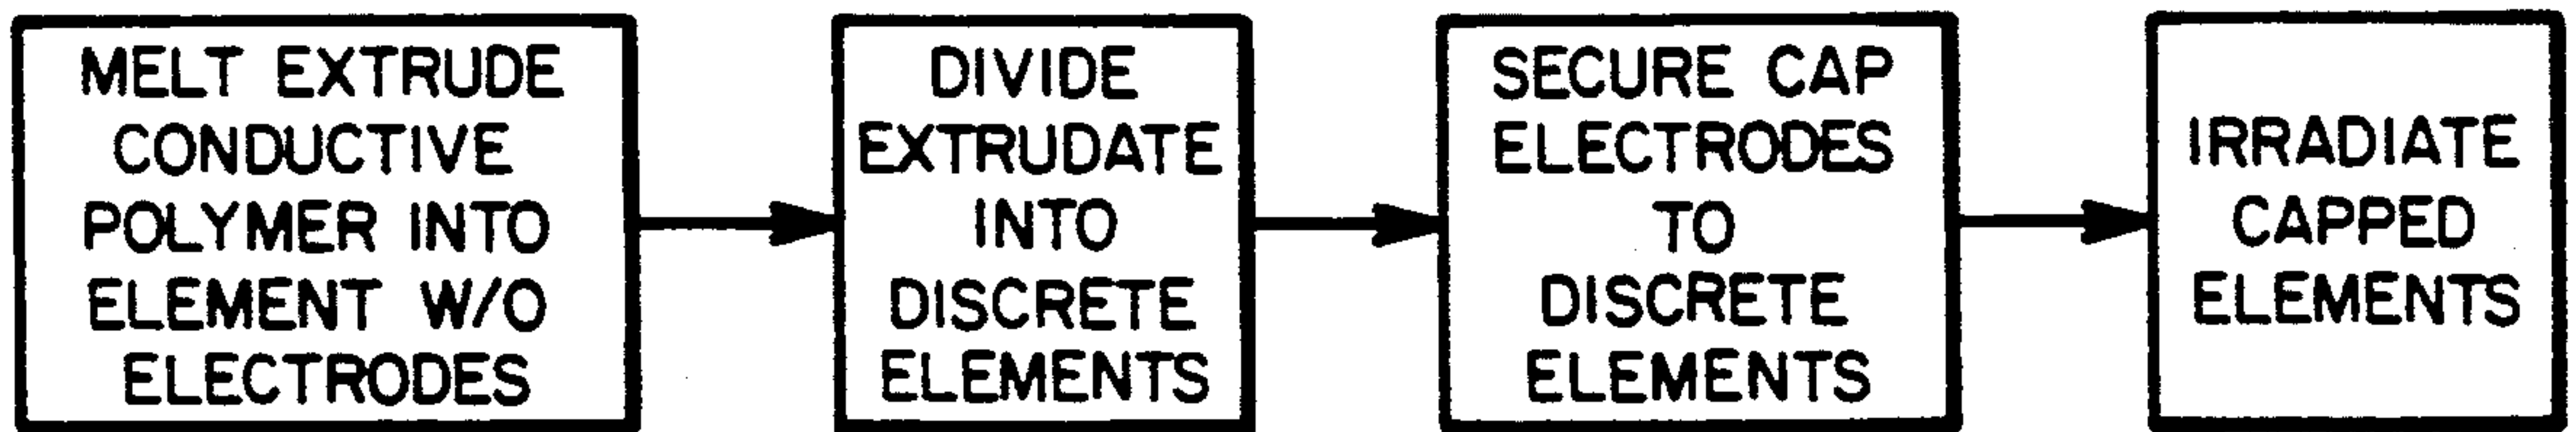 MELT EXTRUDE
CONDUCTIVE
POLYMER INTO
ELEMENT W/O
ELECTRODES
DIVIDE
EXTRUDATE
INTO
DISCRETE
ELEMENTS
SECURE CAP
ELECTRODES
TO
DISCRETE
ELEMENTS
IRRADIATE
CAPPED
ELEMENTS